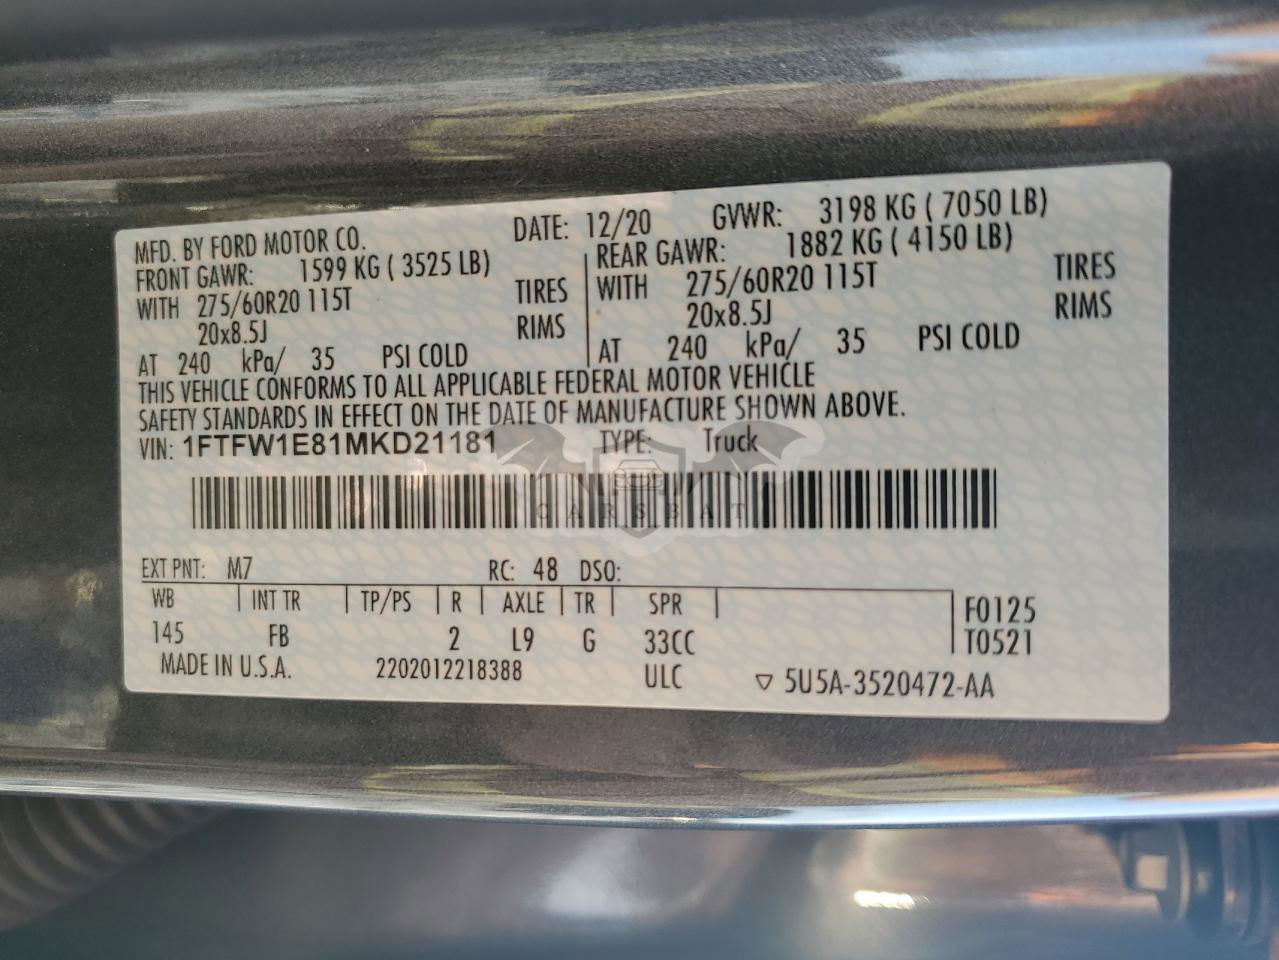 MFD. BY FORD MOTOR CO. DATE: 12/20 GVWR: 3198 KG ( 7050 LB)
FRONT GAWR: 1599 KG ( 3525 LB) REAR GAWR: 1882 KG ( 4150 LB)
WITH 275/60R20 115T TIRES WITH 275/60R20 115T TIRES
20x8.5J RIMS 20x8.5J RIMS
AT 240 kPa/ 35 PSI COLD AT 240 kPa/ 35 PSI COLD
THIS VEHICLE CONFORMS TO ALL APPLICABLE FEDERAL MOTOR VEHICLE
SAFETY STANDARDS IN EFFECT ON THE DATE OF MANUFACTURE SHOWN ABOVE.
VIN: 1FTFW1E81MKD21181 TYPE: Truck
CARSBAT
EXT PNT: M7 RC: 48 DSO:
WB INT TR TP/PS R AXLE TR SPR F0125
145 FB 2 L9 G 33CC T0521
MADE IN U.S.A. 2202012218388 ULC ▽ 5U5A-3520472-AA